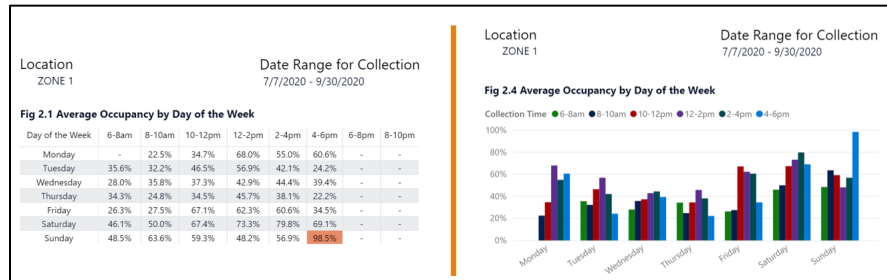 Location
ZONE 1
Date Range for Collection
7/7/2020 - 9/30/2020
Fig 2.1 Average Occupancy by Day of the Week
Day of the Week 6-8am 8-10am 10-12pm 12-2pm 2-4pm 4-6pm 6-8pm 8-10pm
Monday - 22.5% 34.7% 68.0% 55.0% 60.6% - -
Tuesday 35.6% 32.2% 46.5% 56.9% 42.1% 24.2% - -
Wednesday 28.0% 35.8% 37.3% 42.9% 44.4% 39.4% - -
Thursday 34.3% 24.8% 34.5% 45.7% 38.1% 22.2% - -
Friday 26.3% 27.5% 67.1% 62.3% 60.6% 34.5% - -
Saturday 46.1% 50.0% 67.4% 73.3% 79.8% 69.1% - -
Sunday 48.5% 63.6% 59.3% 48.2% 56.9% 98.5% - -
Location
ZONE 1
Date Range for Collection
7/7/2020 - 9/30/2020
Fig 2.4 Average Occupancy by Day of the Week
Collection Time 6-8am 8-10am 10-12pm 12-2pm 2-4pm 4-6pm
100%
80%
60%
40%
20%
0%
Monday Tuesday Wednesday Thursday Friday Saturday Sunday